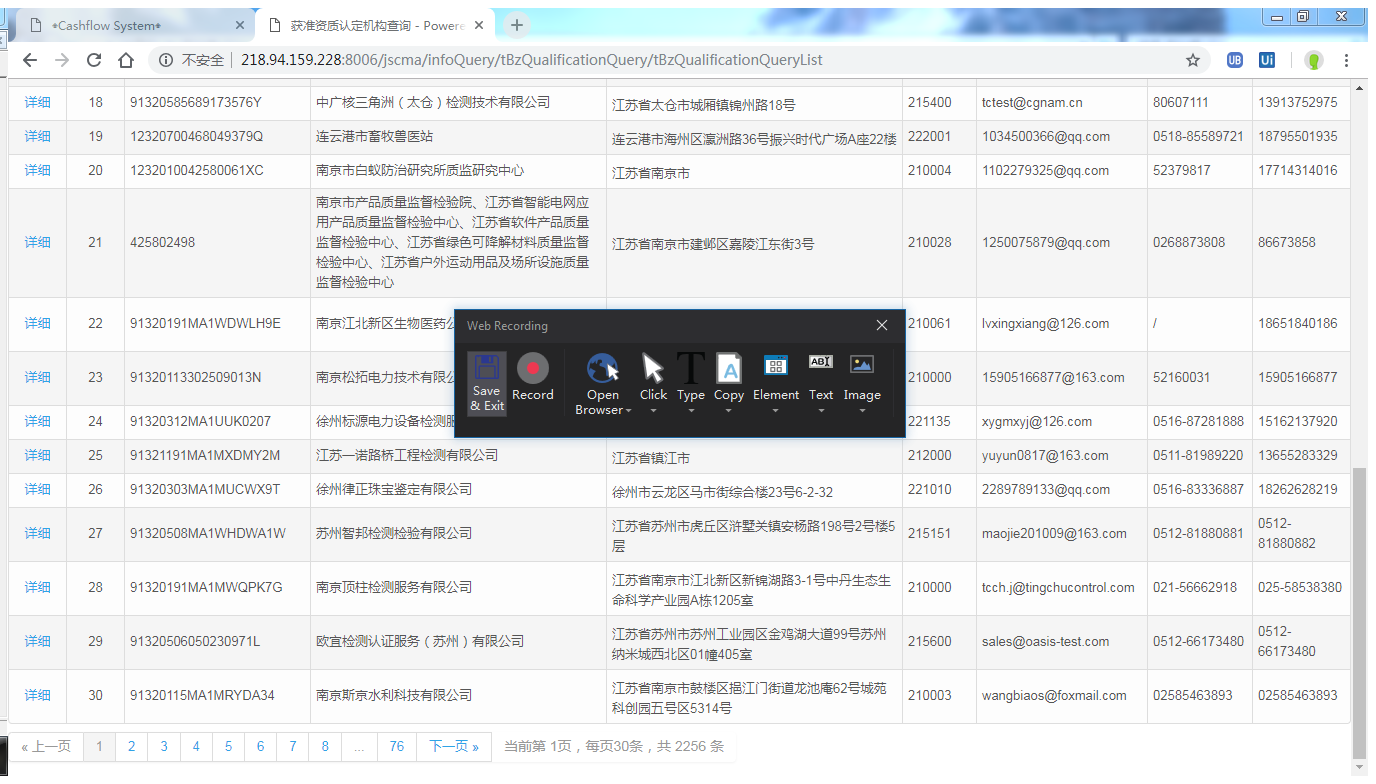 *Cashflow System*
获准资质认定机构查询 - Powere
不安全 218.94.159.228:8006/jscma/infoQuery/tBzQualificationQuery/tBzQualificationQueryList
UB
Ui
详细 18 91320585689173576Y 中广核三角洲（太仓）检测技术有限公司 江苏省太仓市城厢镇锦州路18号 215400 tctest@cgnam.cn 80607111 13913752975
详细 19 12320700468049379Q 连云港市畜牧兽医站 连云港市海州区瀛洲路36号振兴时代广场A座22楼 222001 1034500366@qq.com 0518-85589721 18795501935
详细 20 1232010042580061XC 南京市白蚁防治研究所质监研究中心 江苏省南京市 210004 1102279325@qq.com 52379817 17714314016
南京市产品质量监督检验院、江苏省智能电网应
用产品质量监督检验中心、江苏省软件产品质量
详细 21 425802498 监督检验中心、江苏省绿色可降解材料质量监督 江苏省南京市建邺区嘉陵江东街3号 210028 1250075879@qq.com 0268873808 86673858
检验中心、江苏省户外运动用品及场所设施质量
监督检验中心
详细 22 91320191MA1WDWLH9E 南京江北新区生物医药公 210061 lvxingxiang@126.com / 18651840186
详细 23 91320113302509013N 南京松拓电力技术有限公 210000 15905166877@163.com 52160031 15905166877
详细 24 91320312MA1UUK0207 徐州标源电力设备检测服 221135 xygmxyj@126.com 0516-87281888 15162137920
Web Recording
Save
& Exit
Record
Open
Browser
Click
Type
Copy
Element
ABI
Text
Image
详细 25 91321191MA1MXDMY2M 江苏一诺路桥工程检测有限公司 江苏省镇江市 212000 yuyun0817@163.com 0511-81989220 13655283329
详细 26 91320303MA1MUCWX9T 徐州律正珠宝鉴定有限公司 徐州市云龙区马市街综合楼23号6-2-32 221010 2289789133@qq.com 0516-83336887 18262628219
详细 27 91320508MA1WHDWA1W 苏州智邦检测检验有限公司 江苏省苏州市虎丘区浒墅关镇安杨路198号2号楼5
层 215151 maojie201009@163.com 0512-81880881 0512-
81880882
详细 28 91320191MA1MWQPK7G 南京顶柱检测服务有限公司 江苏省南京市江北新区新锦湖路3-1号中丹生态生
命科学产业园A栋1205室 210000 tcch.j@tingchucontrol.com 021-56662918 025-58538380
详细 29 91320506050230971L 欧宜检测认证服务（苏州）有限公司 江苏省苏州市苏州工业园区金鸡湖大道99号苏州
纳米城西北区01幢405室 215600 sales@oasis-test.com 0512-66173480 0512-
66173480
详细 30 91320115MA1MRYDA34 南京斯京水利科技有限公司 江苏省南京市鼓楼区挹江门街道龙池庵62号城苑
科创园五号区5314号 210003 wangbiaos@foxmail.com 02585463893 02585463893
« 上一页 1 2 3 4 5 6 7 8 ... 76 下一页 » 当前第 1页，每页30条，共 2256 条